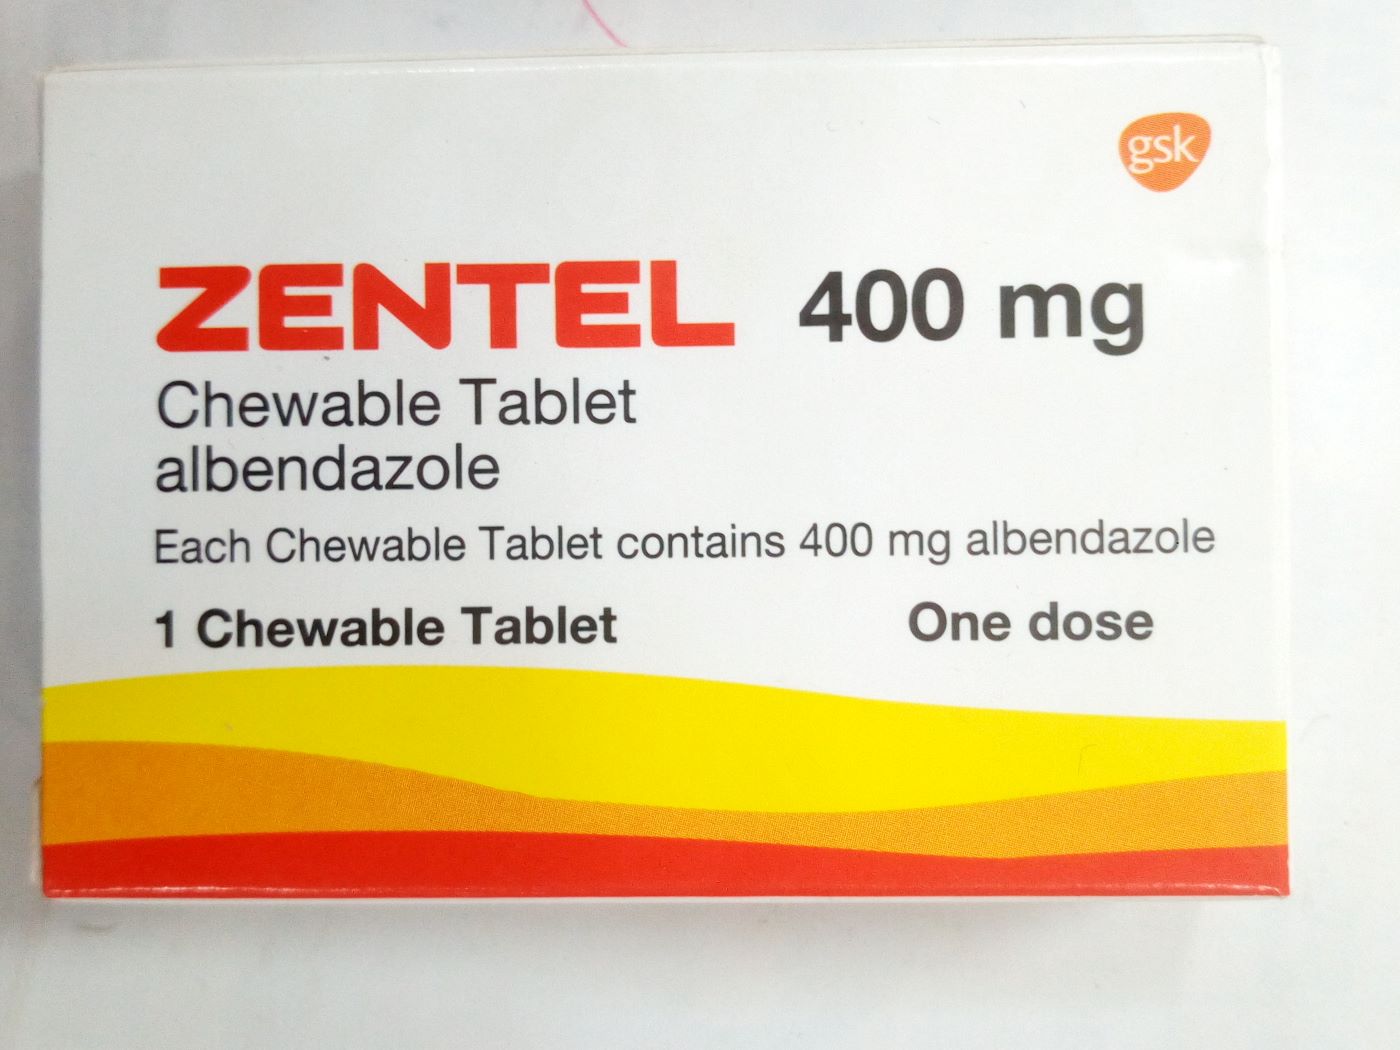 gsk
ZENTEL 400 mg
Chewable Tablet
albendazole
Each Chewable Tablet contains 400 mg albendazole
1 Chewable Tablet One dose